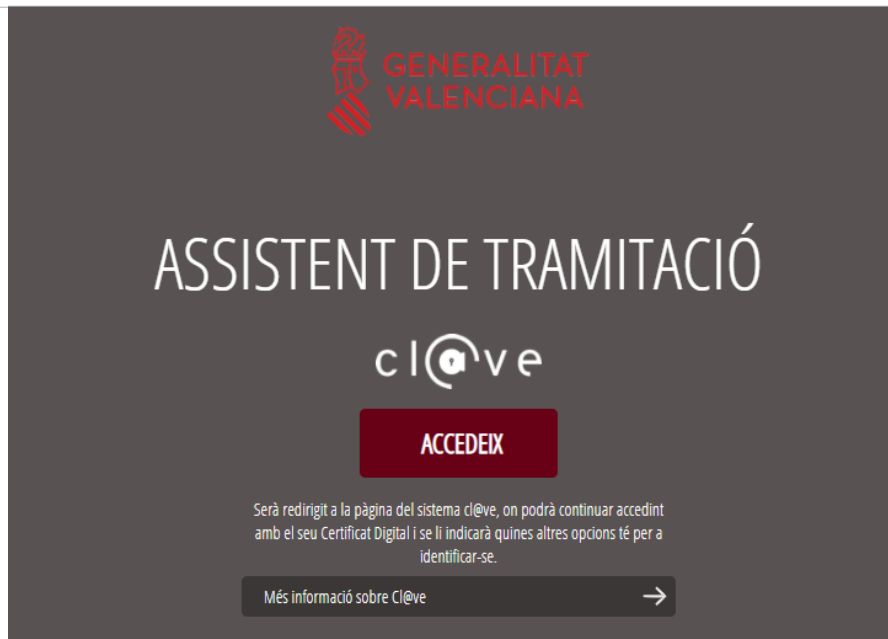 GENERALITAT
VALENCIANA
ASSISTENT DE TRAMITACIÓ
cl@ve
ACCEDEIX
Serà redirigit a la pàgina del sistema cl@ve, on podrà continuar accedint
amb el seu Certificat Digital i se li indicarà quines altres opcions té per a
identificar-se.
Més informació sobre Cl@ve →